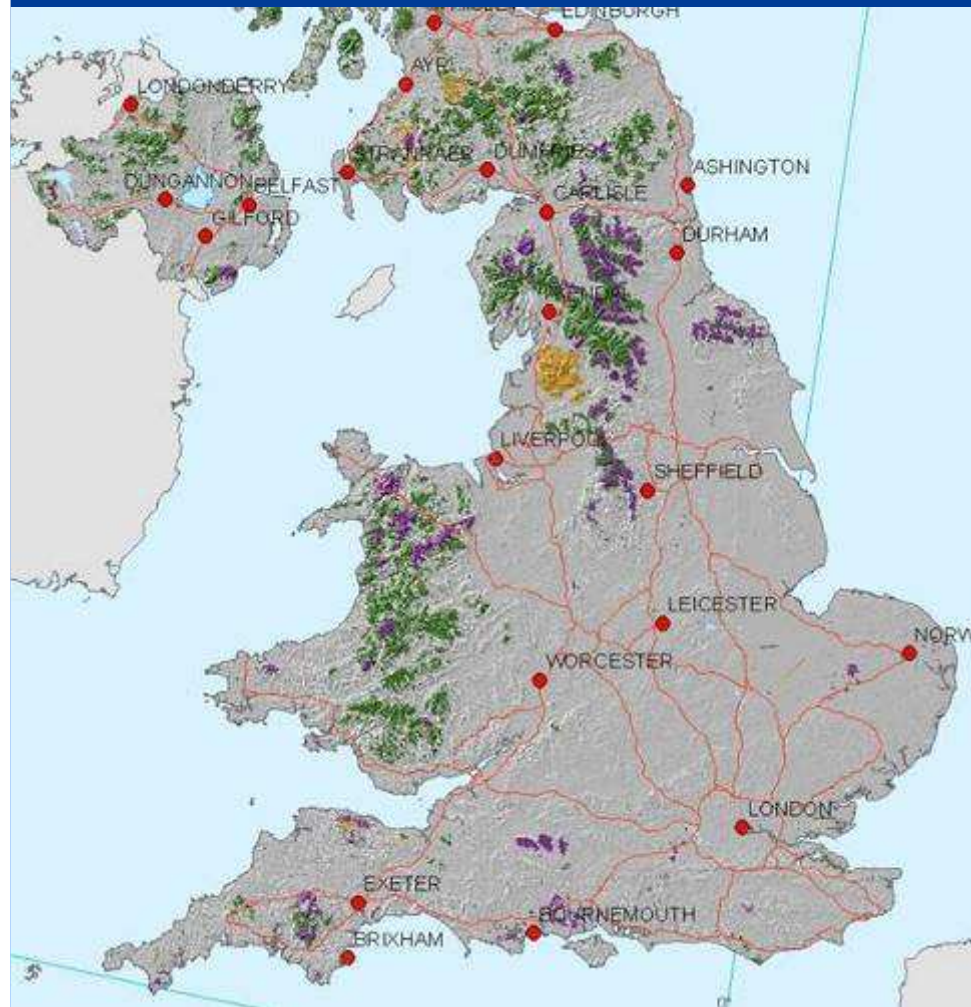 EDINBURGH
AYR
LONDONDERRY
STRANRAER
DUMFRIES
ASHINGTON
DUNGANNON
BELFAST
CARLISLE
GILFORD
DURHAM
LIVERPOOL
SHEFFIELD
LEICESTER
NORW
WORCESTER
LONDON
EXETER
BOURNEMOUTH
BRIXHAM